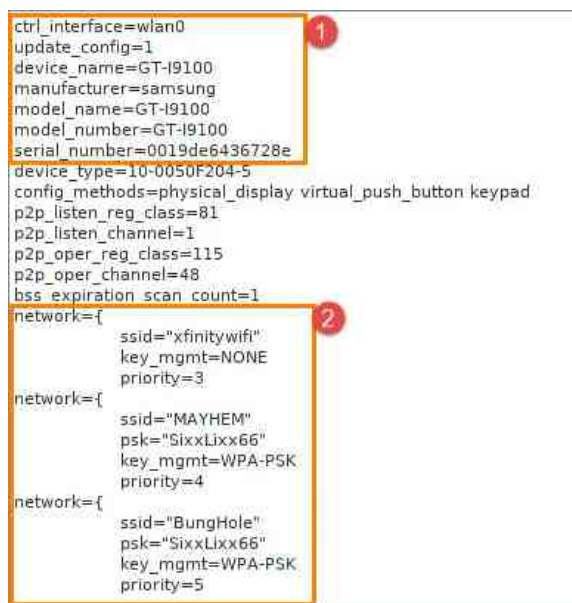 ctrl_interface=wlan0
1
update_config=1
device_name=GT-I9100
manufacturer=samsung
model_name=GT-I9100
model_number=GT-I9100
serial_number=0019de6436728e
device_type=10-0050F204-5
config_methods=physical_display virtual_push_button keypad
p2p_listen_reg_class=81
p2p_listen_channel=1
p2p_oper_reg_class=115
p2p_oper_channel=48
bss_expiration_scan_count=1
network={
2
ssid="xfinitywifi"
key_mgmt=NONE
priority=3
network={
ssid="MAYHEM"
psk="SixxLixx66"
key_mgmt=WPA-PSK
priority=4
network={
ssid="BungHole"
psk="SixxLixx66"
key_mgmt=WPA-PSK
priority=5